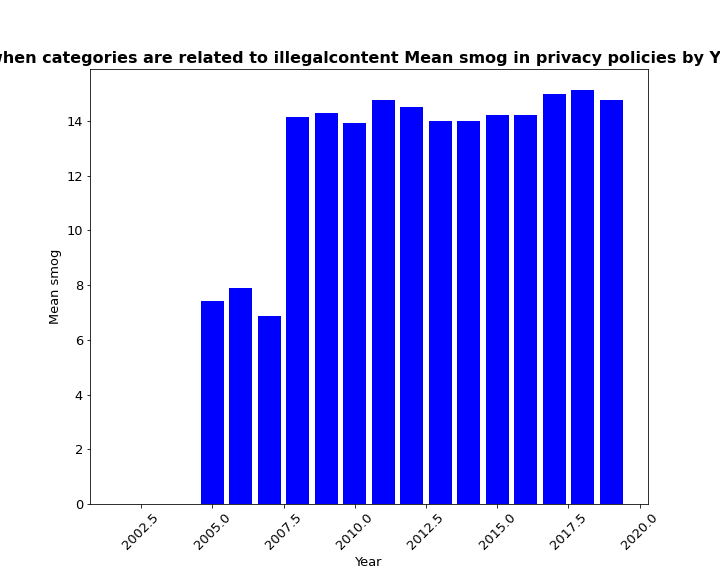 when categories are related to illegalcontent Mean smog in privacy policies by Y
14
12
10
8
6
4
2
0
Mean smog
2002.5 2005.0 2007.5 2010.0 2012.5 2015.0 2017.5 2020.0
Year